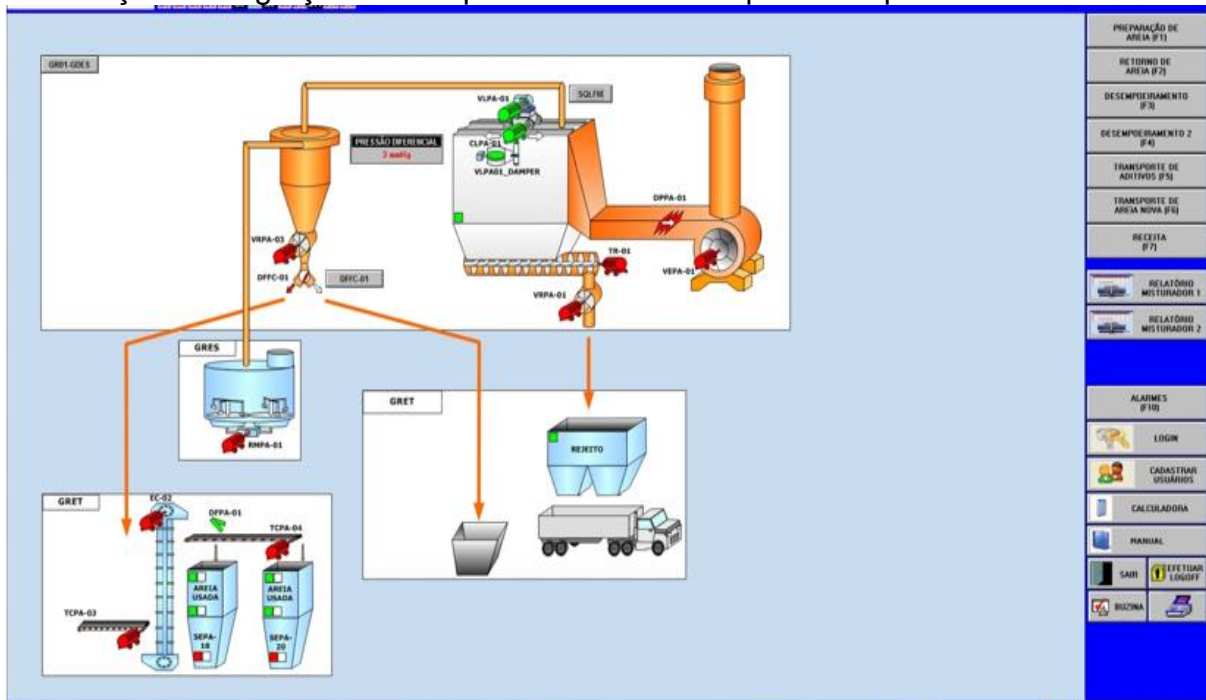 GR01-GDES
SQLFRE
VLPA-01
PRESSÃO DIFERENCIAL
3 mmHg
CLPA-01
VLPA01_DAMPER
DPPA-01
VRPA-03
TR-01
VEPA-01
DFFC-01
DFFC-01
VRPA-01
GRES
RMPA-01
GRET
REJEITO
GRET
EC-02
DFPA-01
TCPA-04
AREIA
USADA
AREIA
USADA
TCPA-03
SEPA-
18
SEPA-
20
PREPARAÇÃO DE
AREIA (F1)
RETORNO DE
AREIA (F2)
DESEMPOEIRAMENTO
(F3)
DESEMPOEIRAMENTO 2
(F4)
TRANSPORTE DE
ADITIVOS (F5)
TRANSPORTE DE
AREIA NOVA (F6)
RECEITA
(F7)
RELATÓRIO
MISTURADOR 1
RELATÓRIO
MISTURADOR 2
ALARMES
(F10)
LOGIN
CADASTRAR
USUÁRIOS
CALCULADORA
MANUAL
SAIR
EFETUAR
LOGOFF
BUZINA